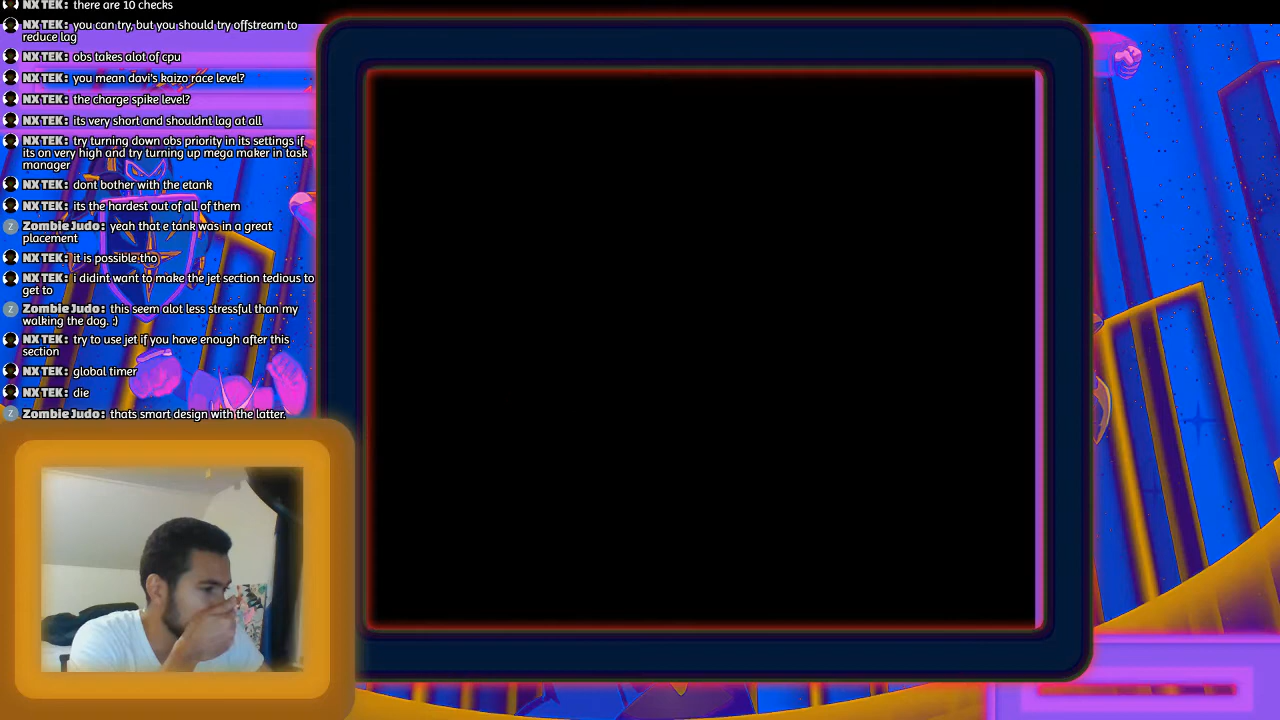 NX TEK: there are 10 checks
NX TEK: you can try, but you should try offstream to
reduce lag
NX TEK: obs takes alot of cpu
NX TEK: you mean davi's kaizo race level?
NX TEK: the charge spike level?
NX TEK: its very short and shouldnt lag at all
NX TEK: try turning down obs priority in its settings if
its on very high and try turning up mega maker in task
manager
NX TEK: dont bother with the etank
NX TEK: its the hardest out of all of them
Z Zombie Judo: yeah that e tank was in a great
placement
NX TEK: it is possible tho
NX TEK: i didint want to make the jet section tedious to
get to
Z Zombie Judo: this seem alot less stressful than my
walking the dog. :)
NX TEK: try to use jet if you have enough after this
section
NX TEK: global timer
NX TEK: die
Z Zombie Judo: thats smart design with the latter.